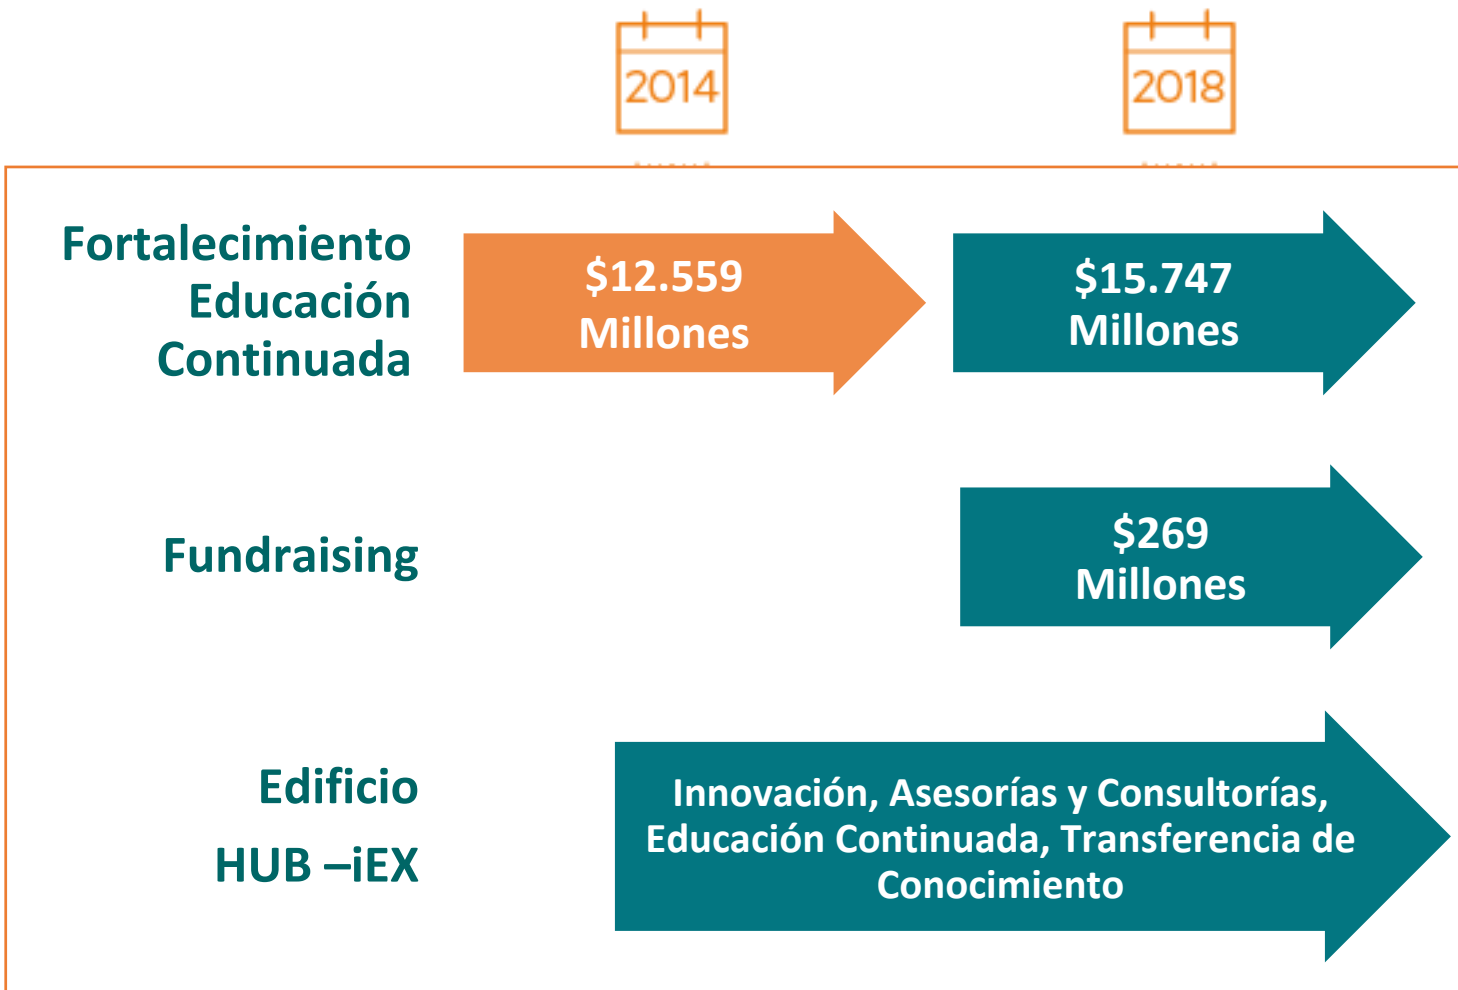 2014
2018
Fortalecimiento
Educación
Continuada
$12.559
Millones
$15.747
Millones
Fundraising
$269
Millones
Edificio
HUB –iEX
Innovación, Asesorías y Consultorías,
Educación Continuada, Transferencia de
Conocimiento